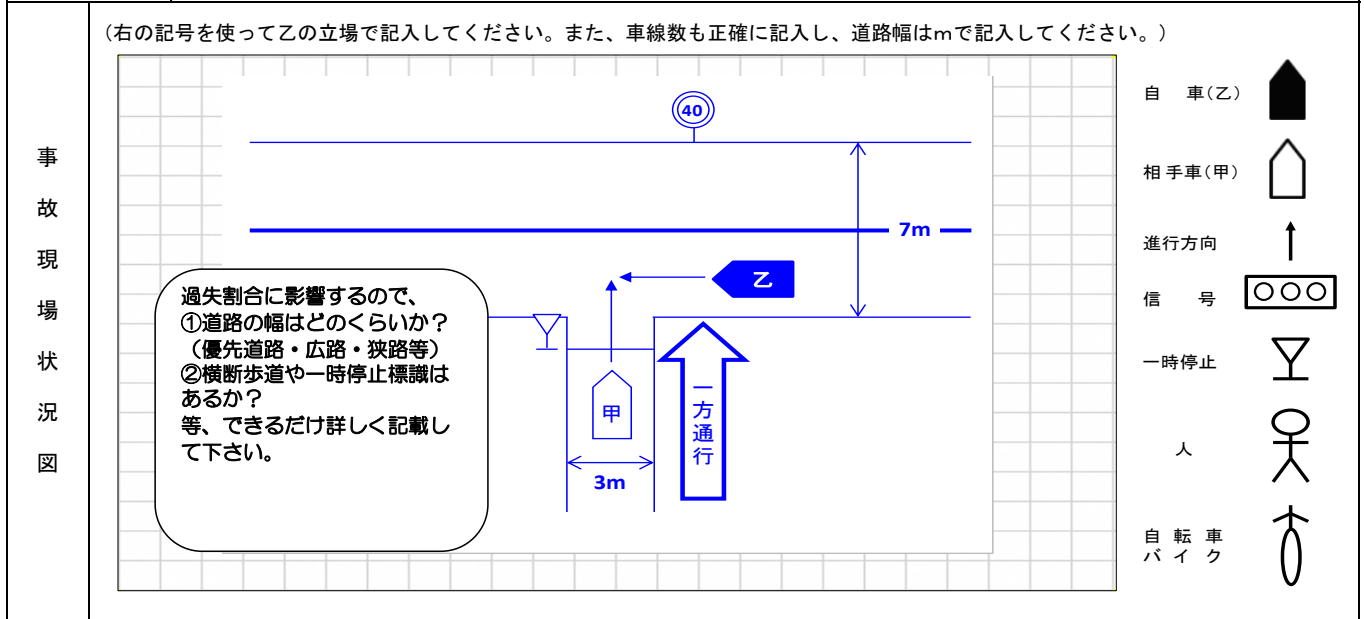 (右の記号を使って乙の立場で記入してください。また、車線数も正確に記入し、道路幅はmで記入してください。)
事故現場状況図
40
7m
乙
過失割合に影響するので、
①道路の幅はどのくらいか?
(優先道路・広路・狭路等)
②横断歩道や一時停止標識は
あるか?
等、できるだけ詳しく記載し
て下さい。
甲
3m
一方通行
自 車(乙)
相手車(甲)
進行方向
信 号
一時停止
人
自 転 車
バ イ ク